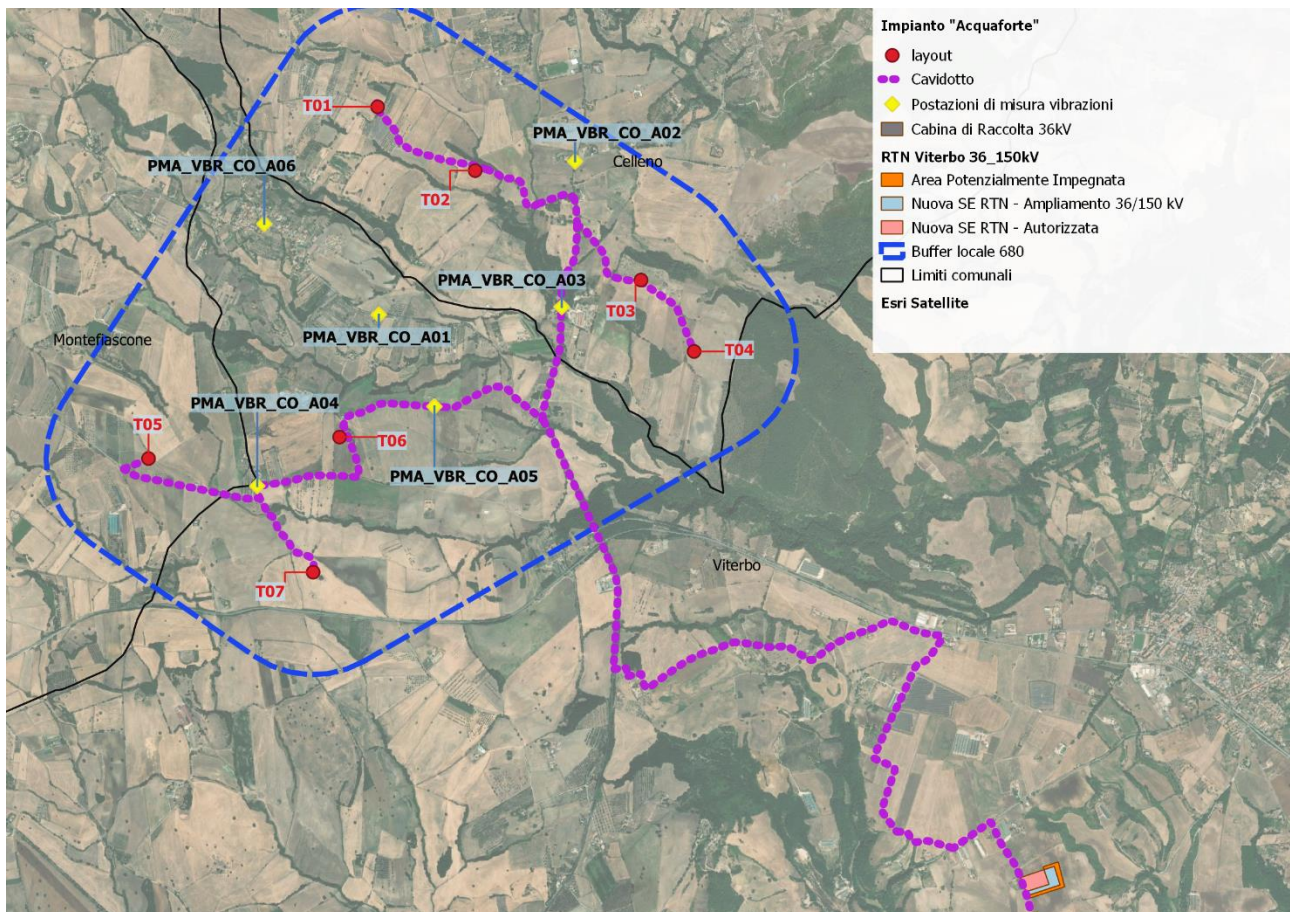 Impianto "Acquaforte"
layout
Cavidotto
Postazioni di misura vibrazioni
Cabina di Raccolta 36kV
RTN Viterbo 36_150kV
Area Potenzialmente Impegnata
Nuova SE RTN - Ampliamento 36/150 kV
Nuova SE RTN - Autorizzata
Buffer locale 680
Limiti comunali
Esri Satellite
T01
PMA_VBR_CO_A02
Celleno
PMA_VBR_CO_A06
T02
PMA_VBR_CO_A03
T03
PMA_VBR_CO_A01
Montefiascone
T04
PMA_VBR_CO_A04
T05
T06
PMA_VBR_CO_A05
Viterbo
T07